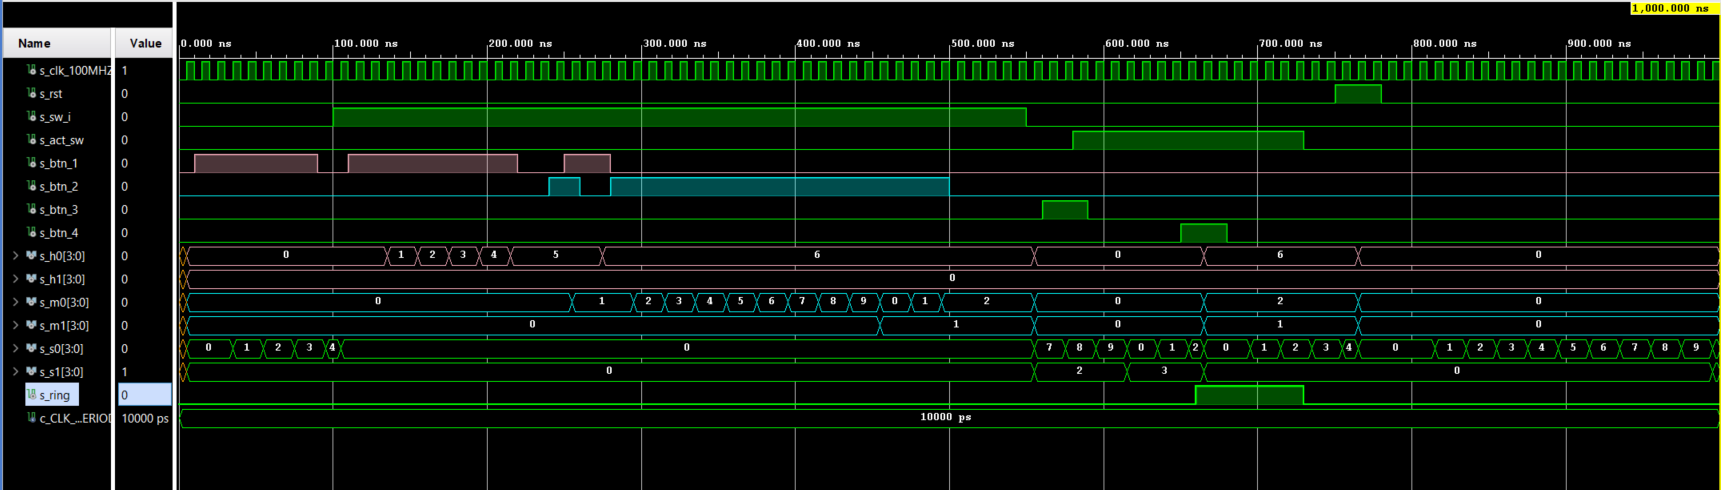 1,000.000 ns
Name Value 0.000 ns 100.000 ns 200.000 ns 300.000 ns 400.000 ns 500.000 ns 600.000 ns 700.000 ns 800.000 ns 900.000 ns
s_clk_100MHZ 1
s_rst 0
s_sw_i 0
s_act_sw 0
s_btn_1 0
s_btn_2 0
s_btn_3 0
s_btn_4 0
s_h0[3:0] 0 0 1 2 3 4 5 6 0 6 0
s_h1[3:0] 0 0
s_m0[3:0] 0 0 1 2 3 4 5 6 7 8 9 0 1 2 0 2 0
s_m1[3:0] 0 0 1 0 1 0
s_s0[3:0] 0 0 1 2 3 4 0 7 8 9 0 1 2 0 1 2 3 4 0 1 2 3 4 5 6 7 8 9
s_s1[3:0] 1 0 2 3 0
s_ring 0
c_CLK_...ERIOD 10000 ps 10000 ps